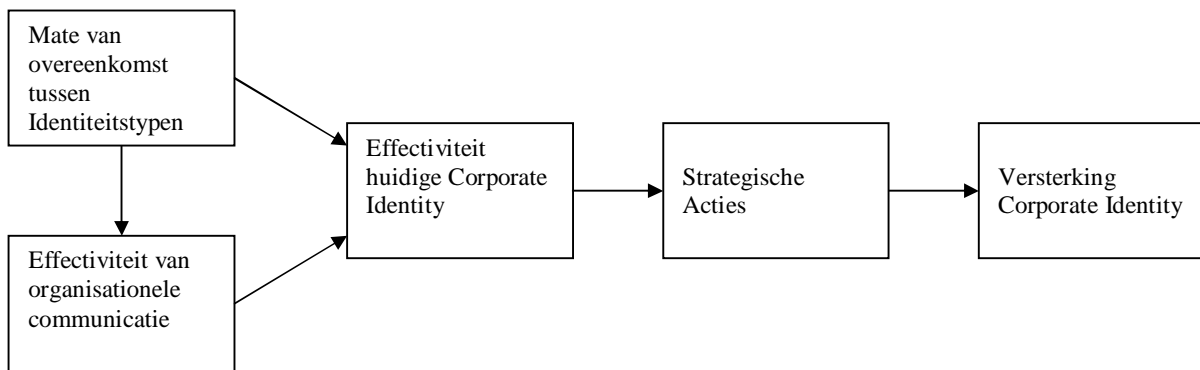 Mate van
overeenkomst
tussen
Identiteitstypen
Effectiviteit van
organisationele
communicatie
Effectiviteit
huidige Corporate
Identity
Strategische
Acties
Versterking
Corporate Identity